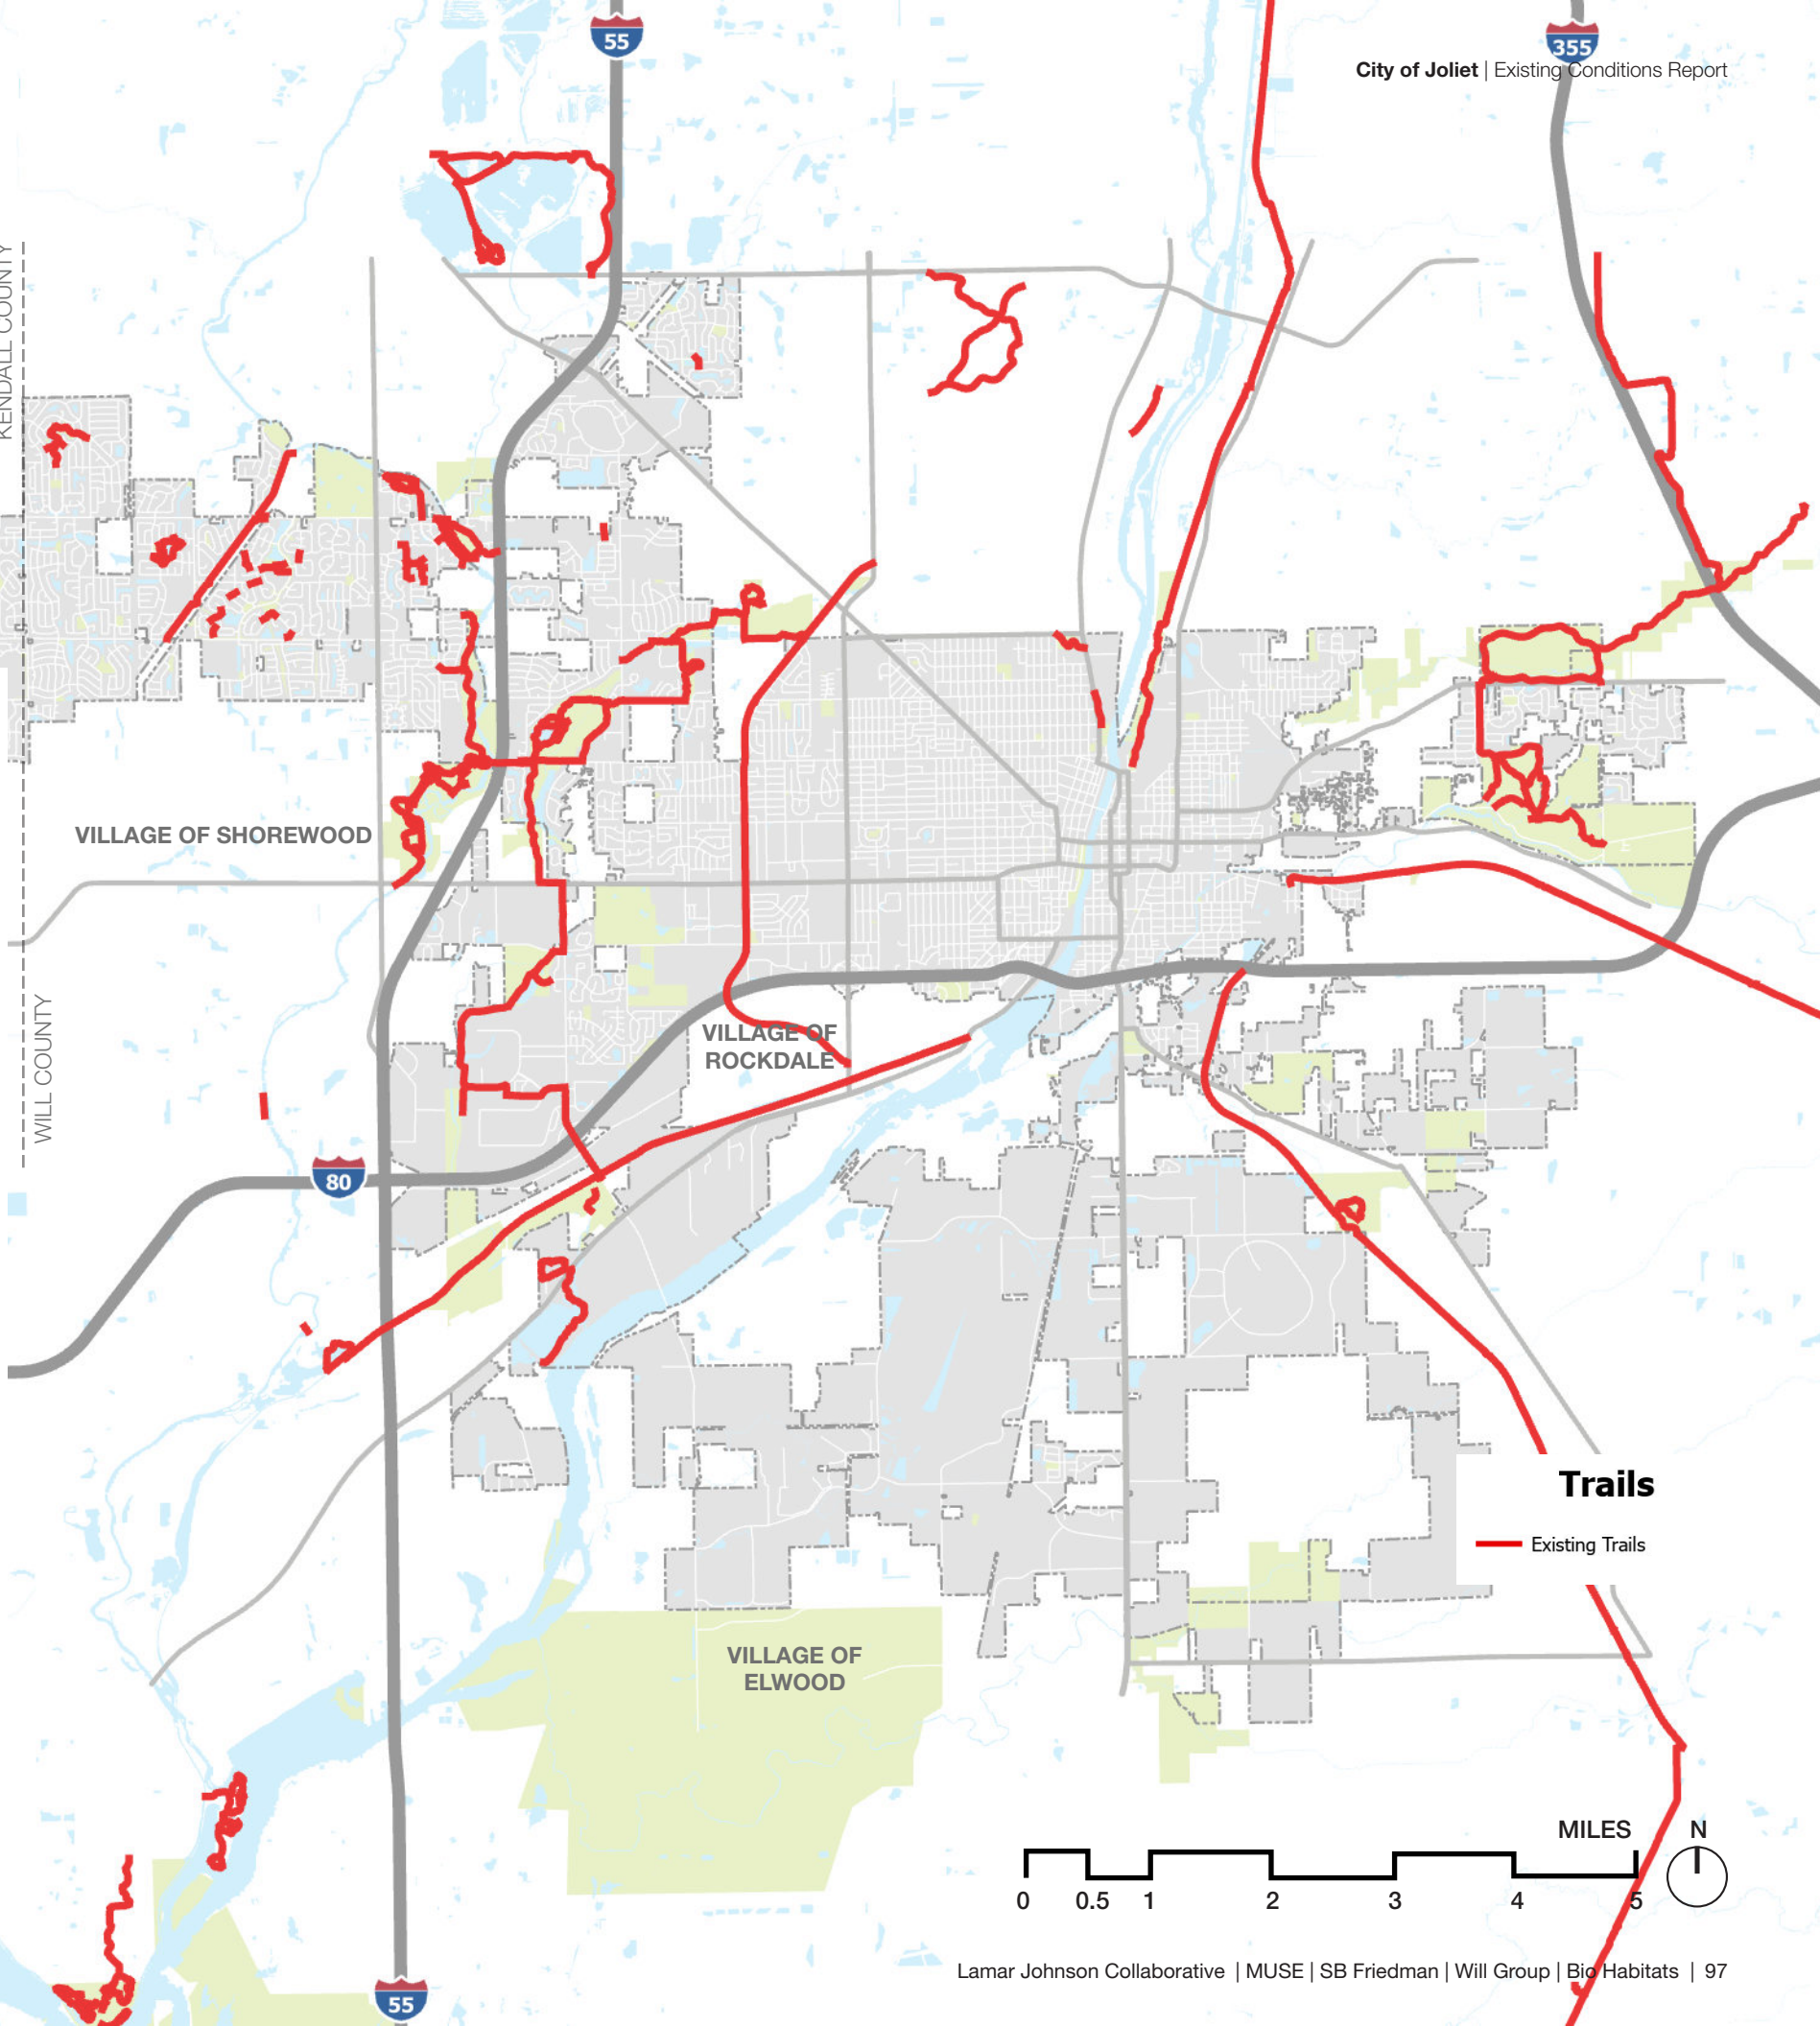 55
355
City of Joliet | Existing Conditions Report
KENDALL COUNTY
VILLAGE OF SHOREWOOD
WILL COUNTY
VILLAGE OF
ROCKDALE
80
Trails
Existing Trails
VILLAGE OF
ELWOOD
MILES N
0 0.5 1 2 3 4 5
Lamar Johnson Collaborative | MUSE | SB Friedman | Will Group | Bio Habitats | 97
55